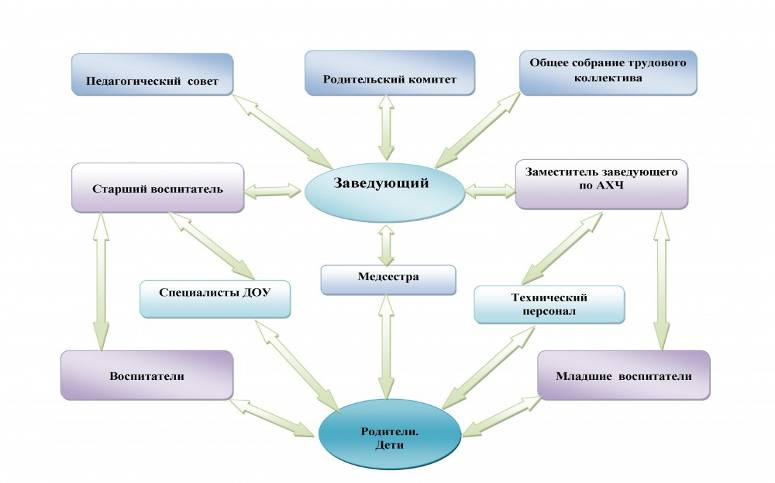 Педагогический совет
Родительский комитет
Общее собрание трудового
коллектива
Старший воспитатель
Заведующий
Заместитель заведующего
по АХЧ
Специалисты ДОУ
Медсестра
Технический
персонал
Воспитатели
Младшие воспитатели
Родители.
Дети